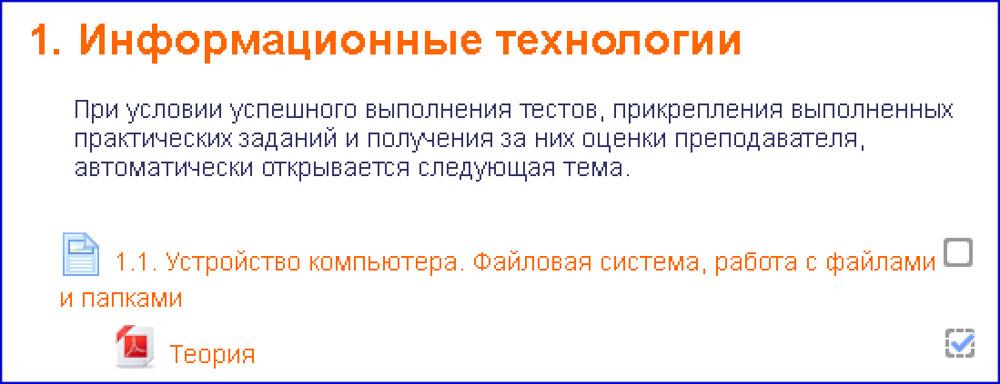 1. Информационные технологии
При условии успешного выполнения тестов, прикрепления выполненных
практических заданий и получения за них оценки преподавателя,
автоматически открывается следующая тема.
1.1. Устройство компьютера. Файловая система, работа с файлами
и папками
Теория